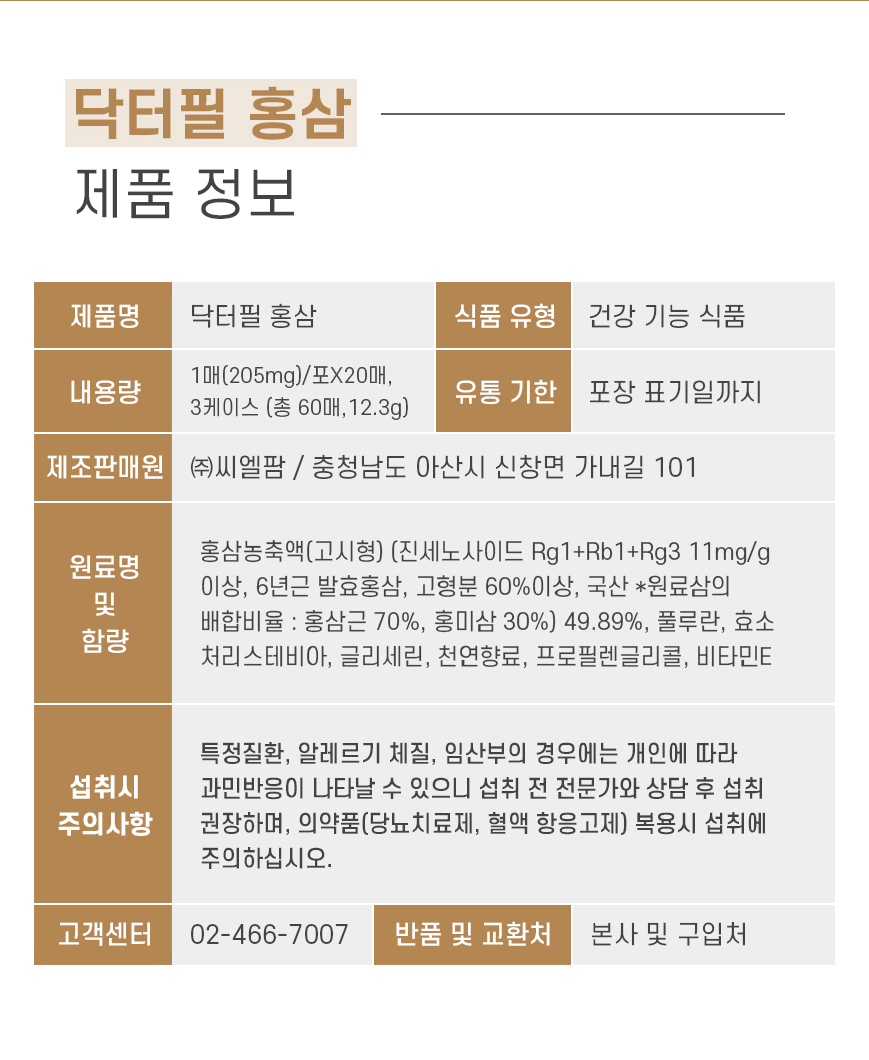 닥터필 홍삼
제품 정보
제품명 닥터필 홍삼 식품 유형 건강 기능 식품
내용량 1매(205mg)/포X20매,
3케이스 (총 60매,12.3g) 유통 기한 포장 표기일까지
제조판매원 ㈜씨엘팜 / 충청남도 아산시 신창면 가내길 101
원료명
및
함량
홍삼농축액(고시형) (진세노사이드 Rg1+Rb1+Rg3 11mg/g
이상, 6년근 발효홍삼, 고형분 60%이상, 국산 *원료삼의
배합비율 : 홍삼근 70%, 홍미삼 30%) 49.89%, 풀루란, 효소
처리스테비아, 글리세린, 천연향료, 프로필렌글리콜, 비타민E
섭취시
주의사항
특정질환, 알레르기 체질, 임산부의 경우에는 개인에 따라
과민반응이 나타날 수 있으니 섭취 전 전문가와 상담 후 섭취
권장하며, 의약품(당뇨치료제, 혈액 항응고제) 복용시 섭취에
주의하십시오.
고객센터 02-466-7007 반품 및 교환처 본사 및 구입처